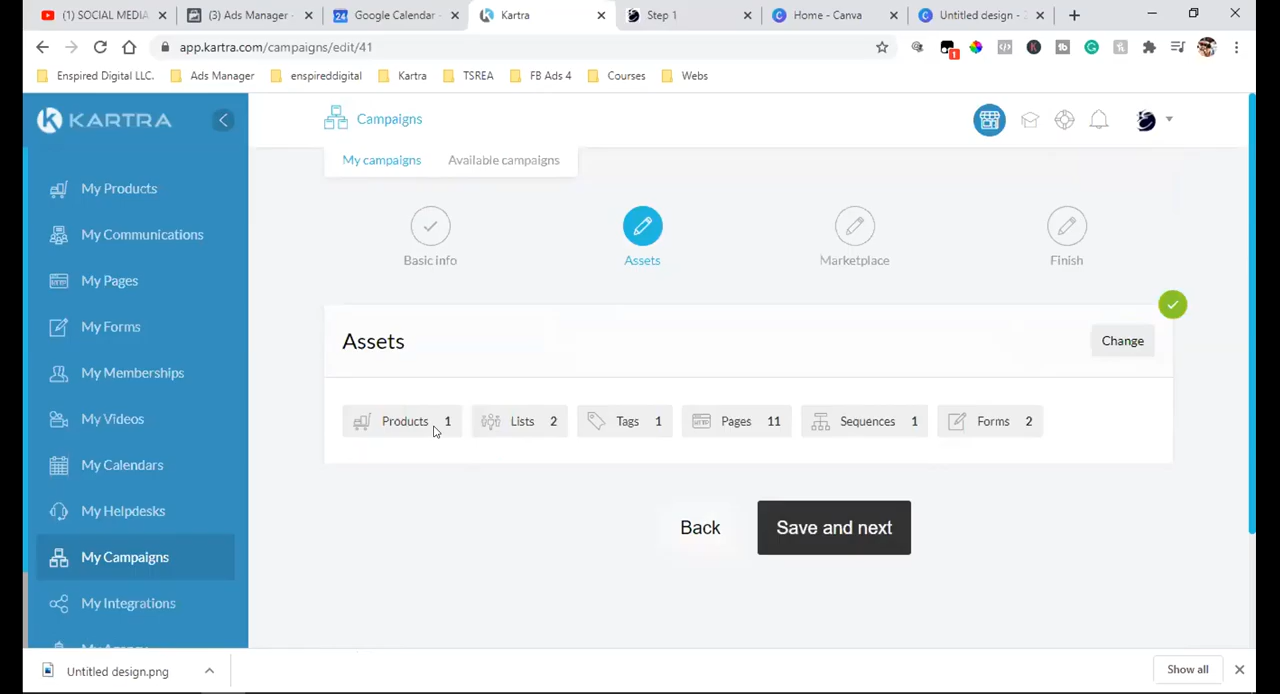 (1) SOCIAL MEDIA
(3) Ads Manager -
Google Calendar -
Kartra
Step 1
Home - Canva
Untitled design - 2
app.kartra.com/campaigns/edit/41
Enspired Digital LLC.
Ads Manager
enspireddigital
Kartra
TSREA
FB Ads 4
Courses
Webs
KARTRA
Campaigns
My campaigns
Available campaigns
My Products
My Communications
My Pages
My Forms
My Memberships
My Videos
My Calendars
My Helpdesks
My Campaigns
My Integrations
Basic info
Assets
Marketplace
Finish
Assets
Change
Products 1
Lists 2
Tags 1
Pages 11
Sequences 1
Forms 2
Back
Save and next
Untitled design.png
Show all